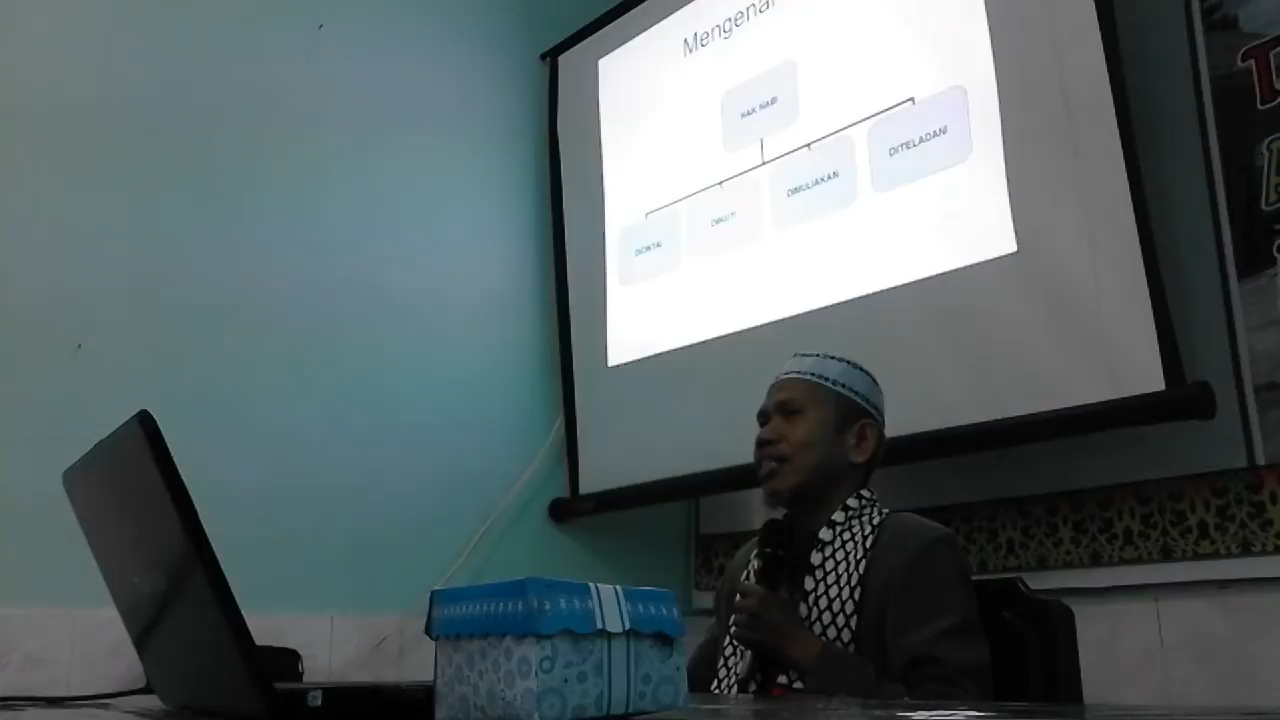 Mengenal
HAK NABI
DICINTAI
DIIKUTI
DIMULIAKAN
DITELADANI